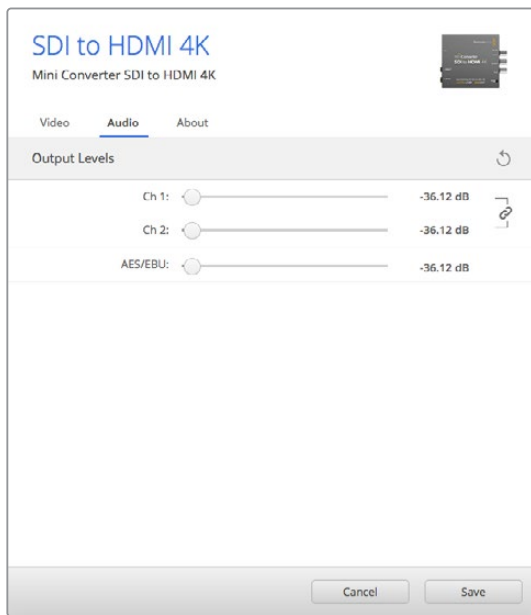 SDI to HDMI 4K
Mini Converter SDI to HDMI 4K
Video Audio About
Output Levels
Ch 1: -36.12 dB
Ch 2: -36.12 dB
AES/EBU: -36.12 dB
Cancel Save